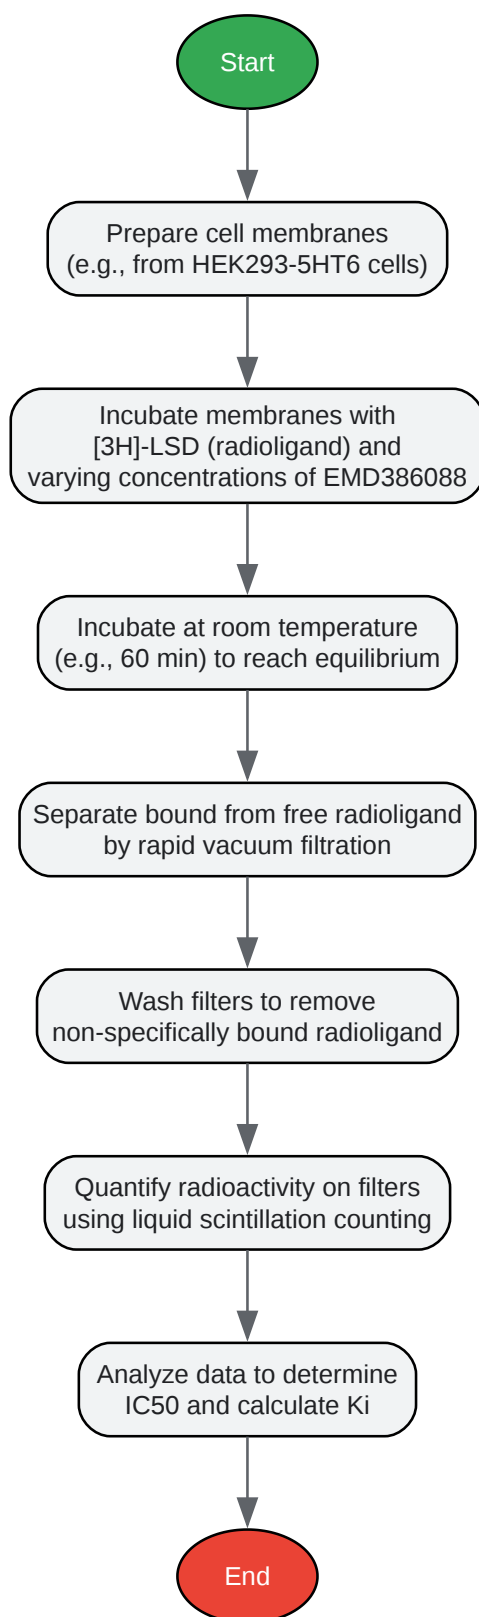 Start
Prepare cell membranes
(e.g., from HEK293-5HT6 cells)
Incubate membranes with
[3H]-LSD (radioligand) and
varying concentrations of EMD386088
Incubate at room temperature
(e.g., 60 min) to reach equilibrium
Separate bound from free radioligand
by rapid vacuum filtration
Wash filters to remove
non-specifically bound radioligand
Quantify radioactivity on filters
using liquid scintillation counting
Analyze data to determine
IC50 and calculate Ki
End